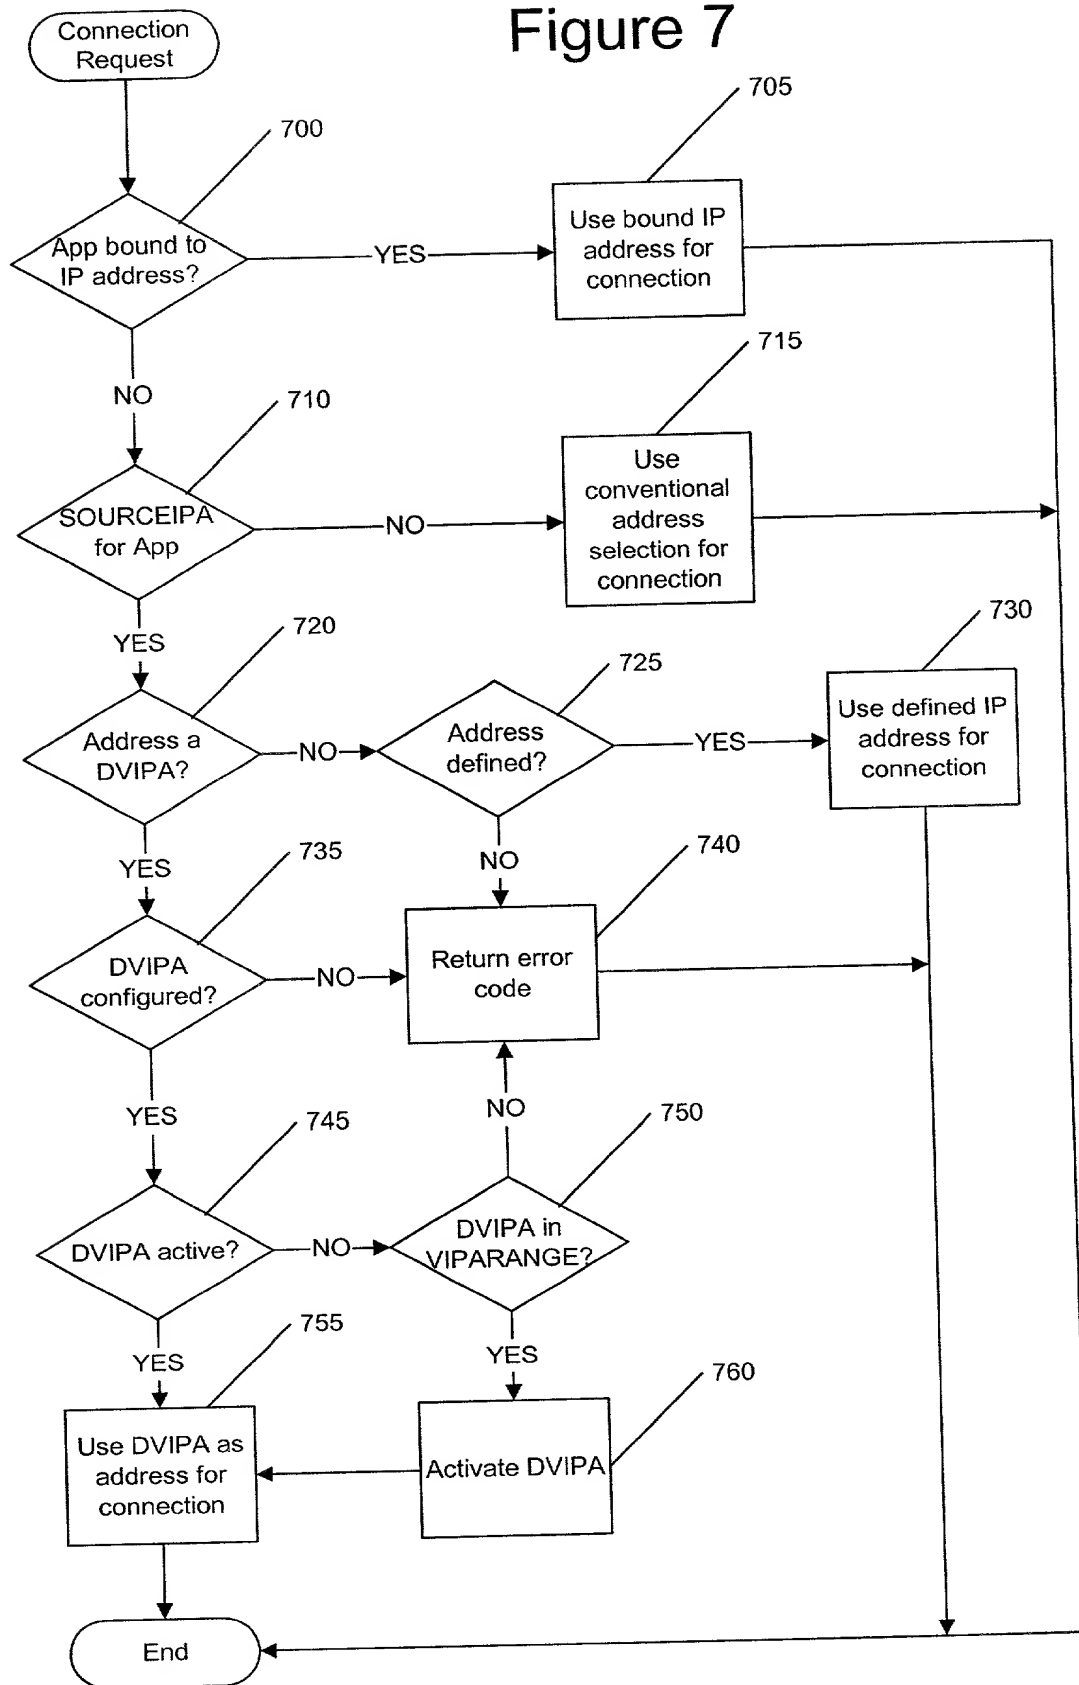 Figure 7
Connection
Request
700
705
App bound to
IP address?
YES
Use bound IP
address for
connection
NO
710
715
SOURCEIPA
for App
NO
Use
conventional
address
selection for
connection
YES
720
725
730
Address a
DVIPA?
NO
Address
defined?
YES
Use defined IP
address for
connection
YES
735
NO
740
DVIPA
configured?
NO
Return error
code
YES
745
NO
750
DVIPA active?
NO
DVIPA in
VIPARANGE?
YES
755
YES
760
Use DVIPA as
address for
connection
Activate DVIPA
End